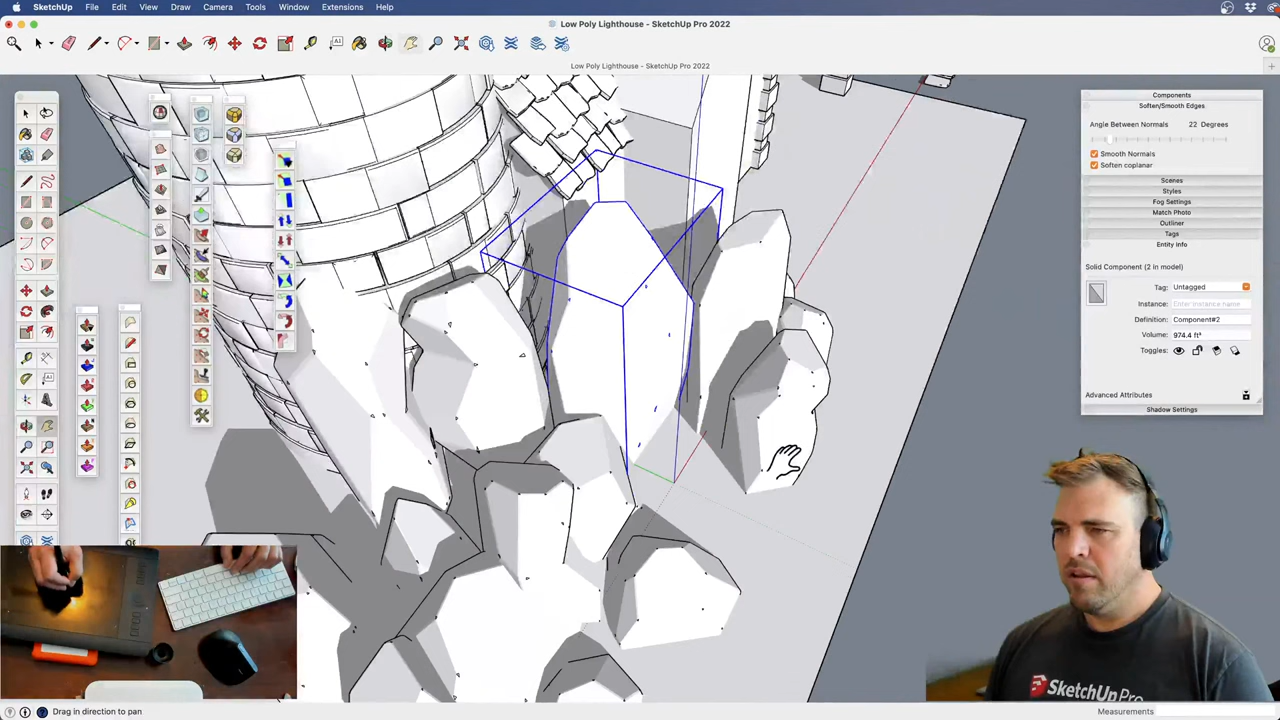 SketchUp File Edit View Draw Camera Tools Window Extensions Help
Low Poly Lighthouse - SketchUp Pro 2022
Low Poly Lighthouse - SketchUp Pro 2022
Components
Soften/Smooth Edges
Angle Between Normals 22 Degrees
Smooth Normals
Soften coplanar
Scenes
Styles
Fog Settings
Match Photo
Outliner
Tags
Entity Info
Solid Component (2 in model)
Tag: Untagged
Instance: Enter instance name
Definition: Component#2
Volume: 974.4 ft³
Toggles:
Advanced Attributes
Shadow Settings
SketchUp Pro
Drag in direction to pan
Measurements